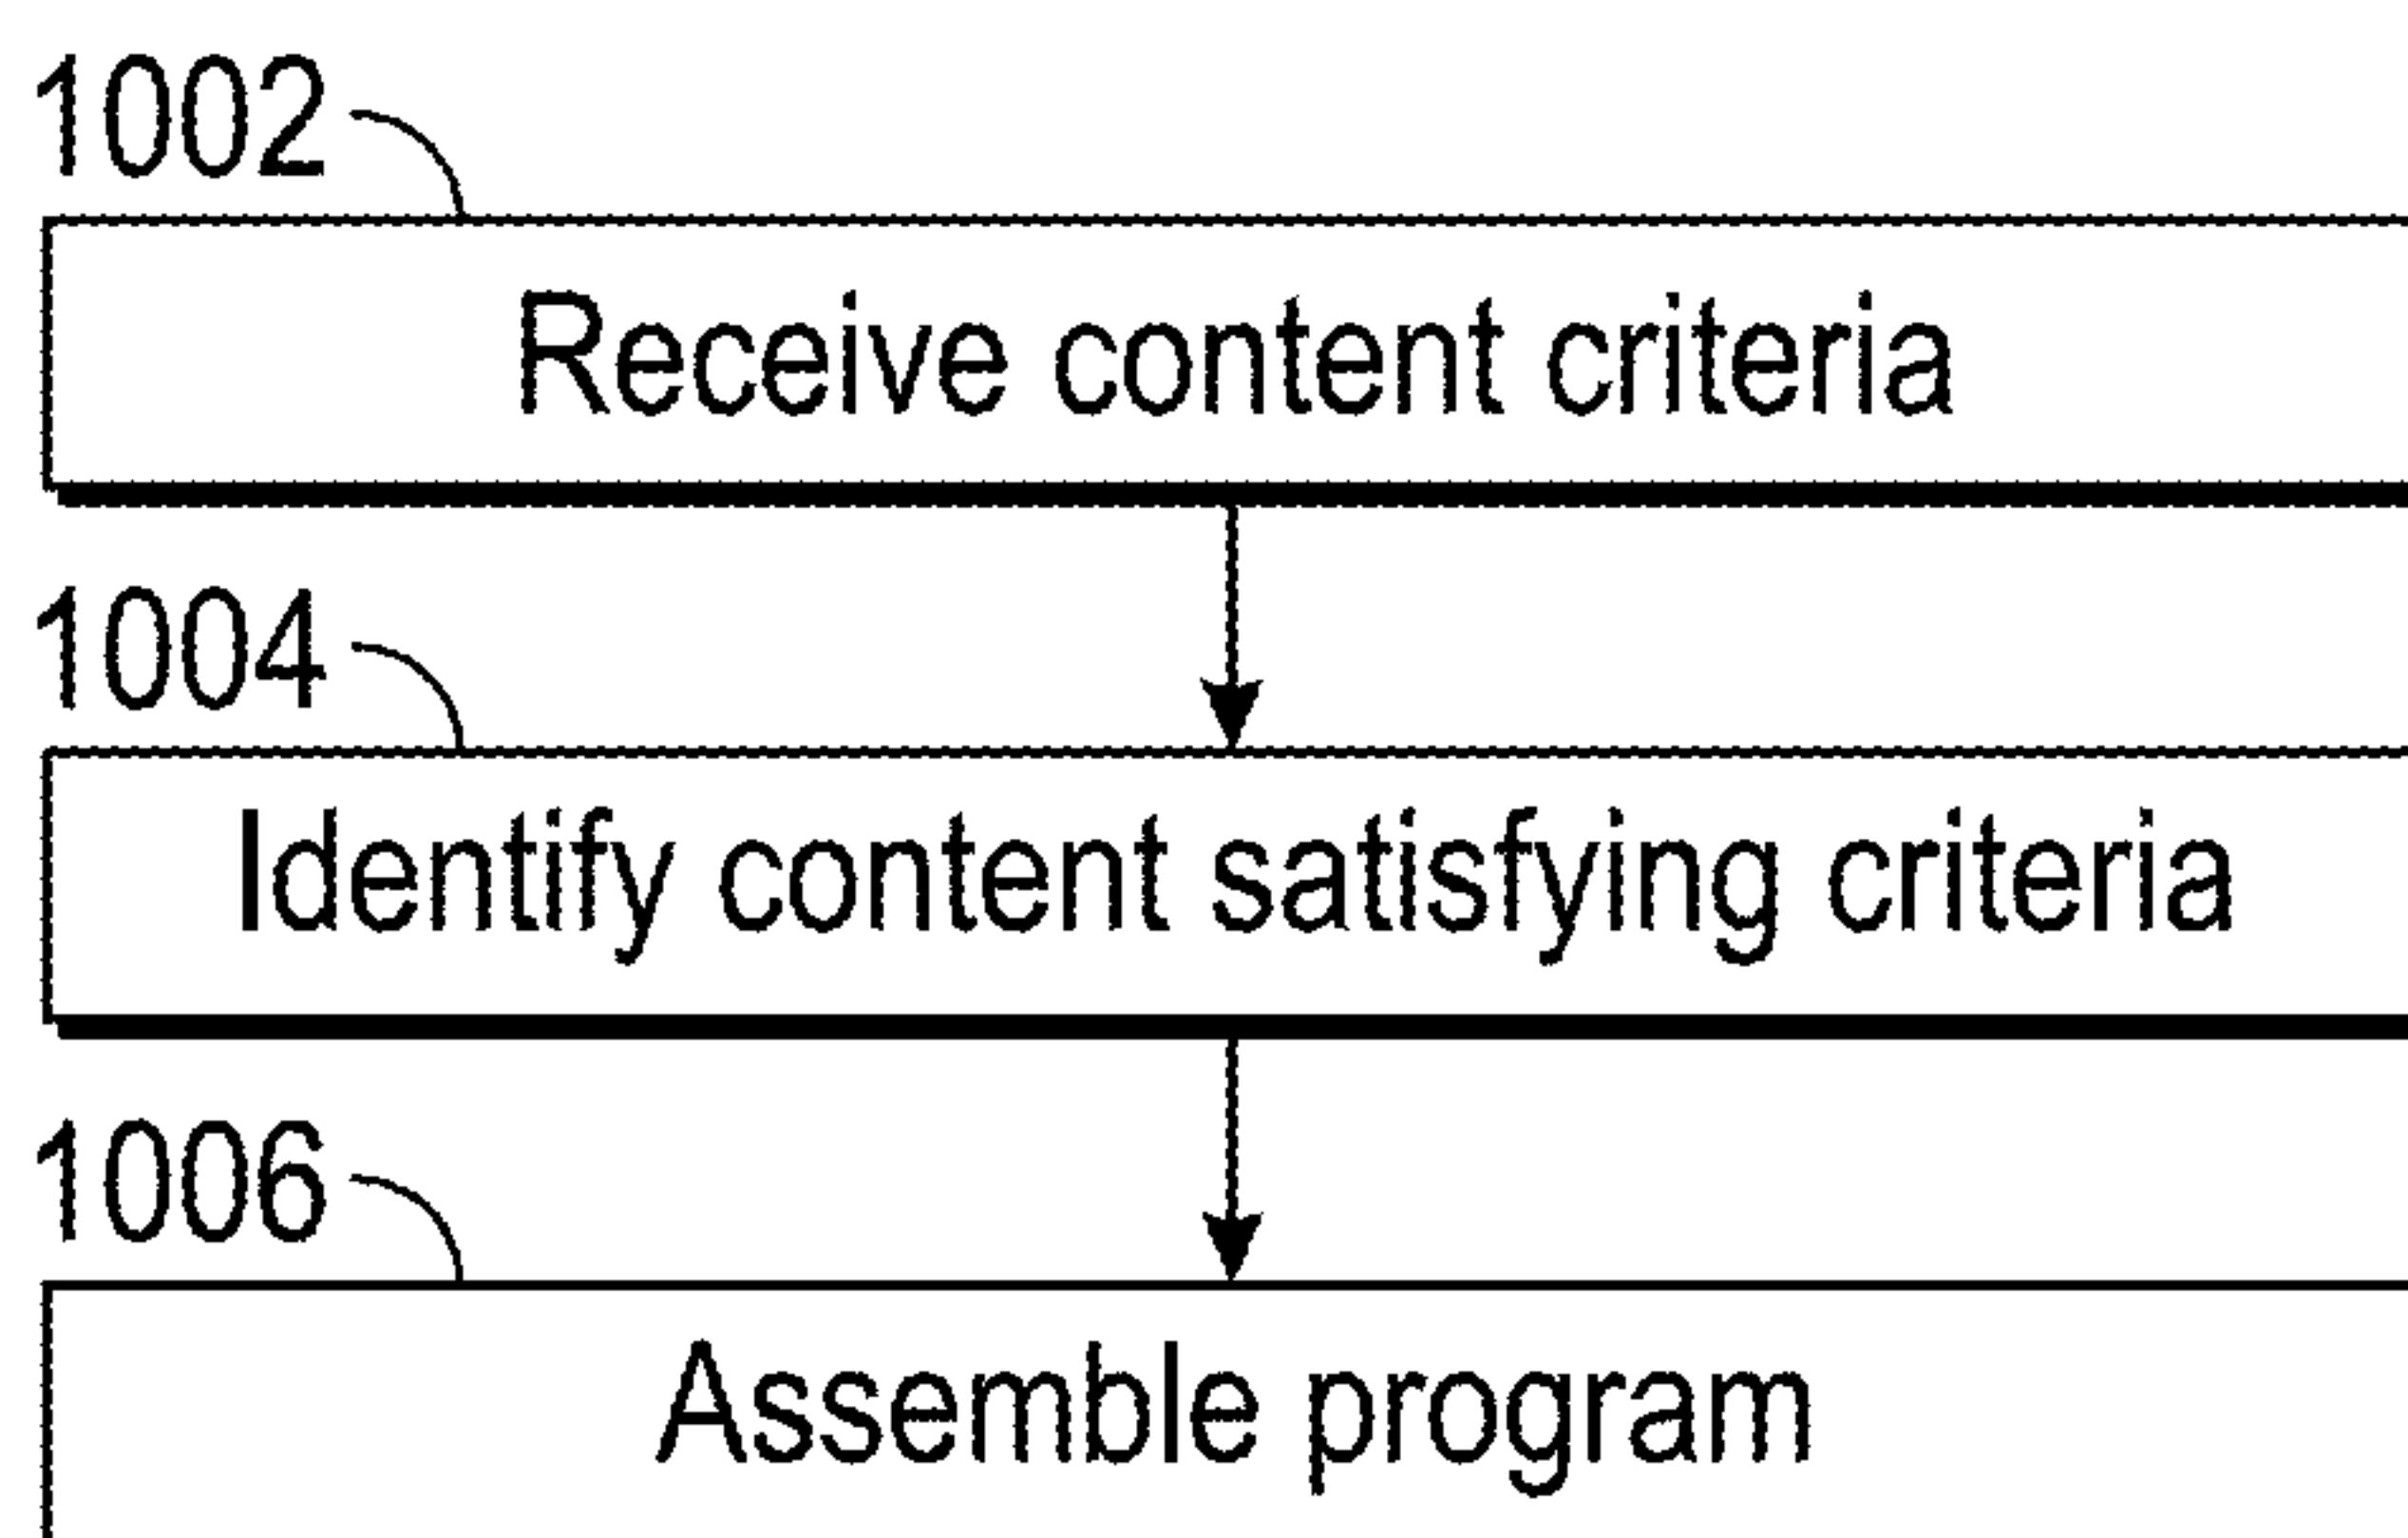 1002
Receive content criteria
1004
Identify content satisfying criteria
1006
Assemble program